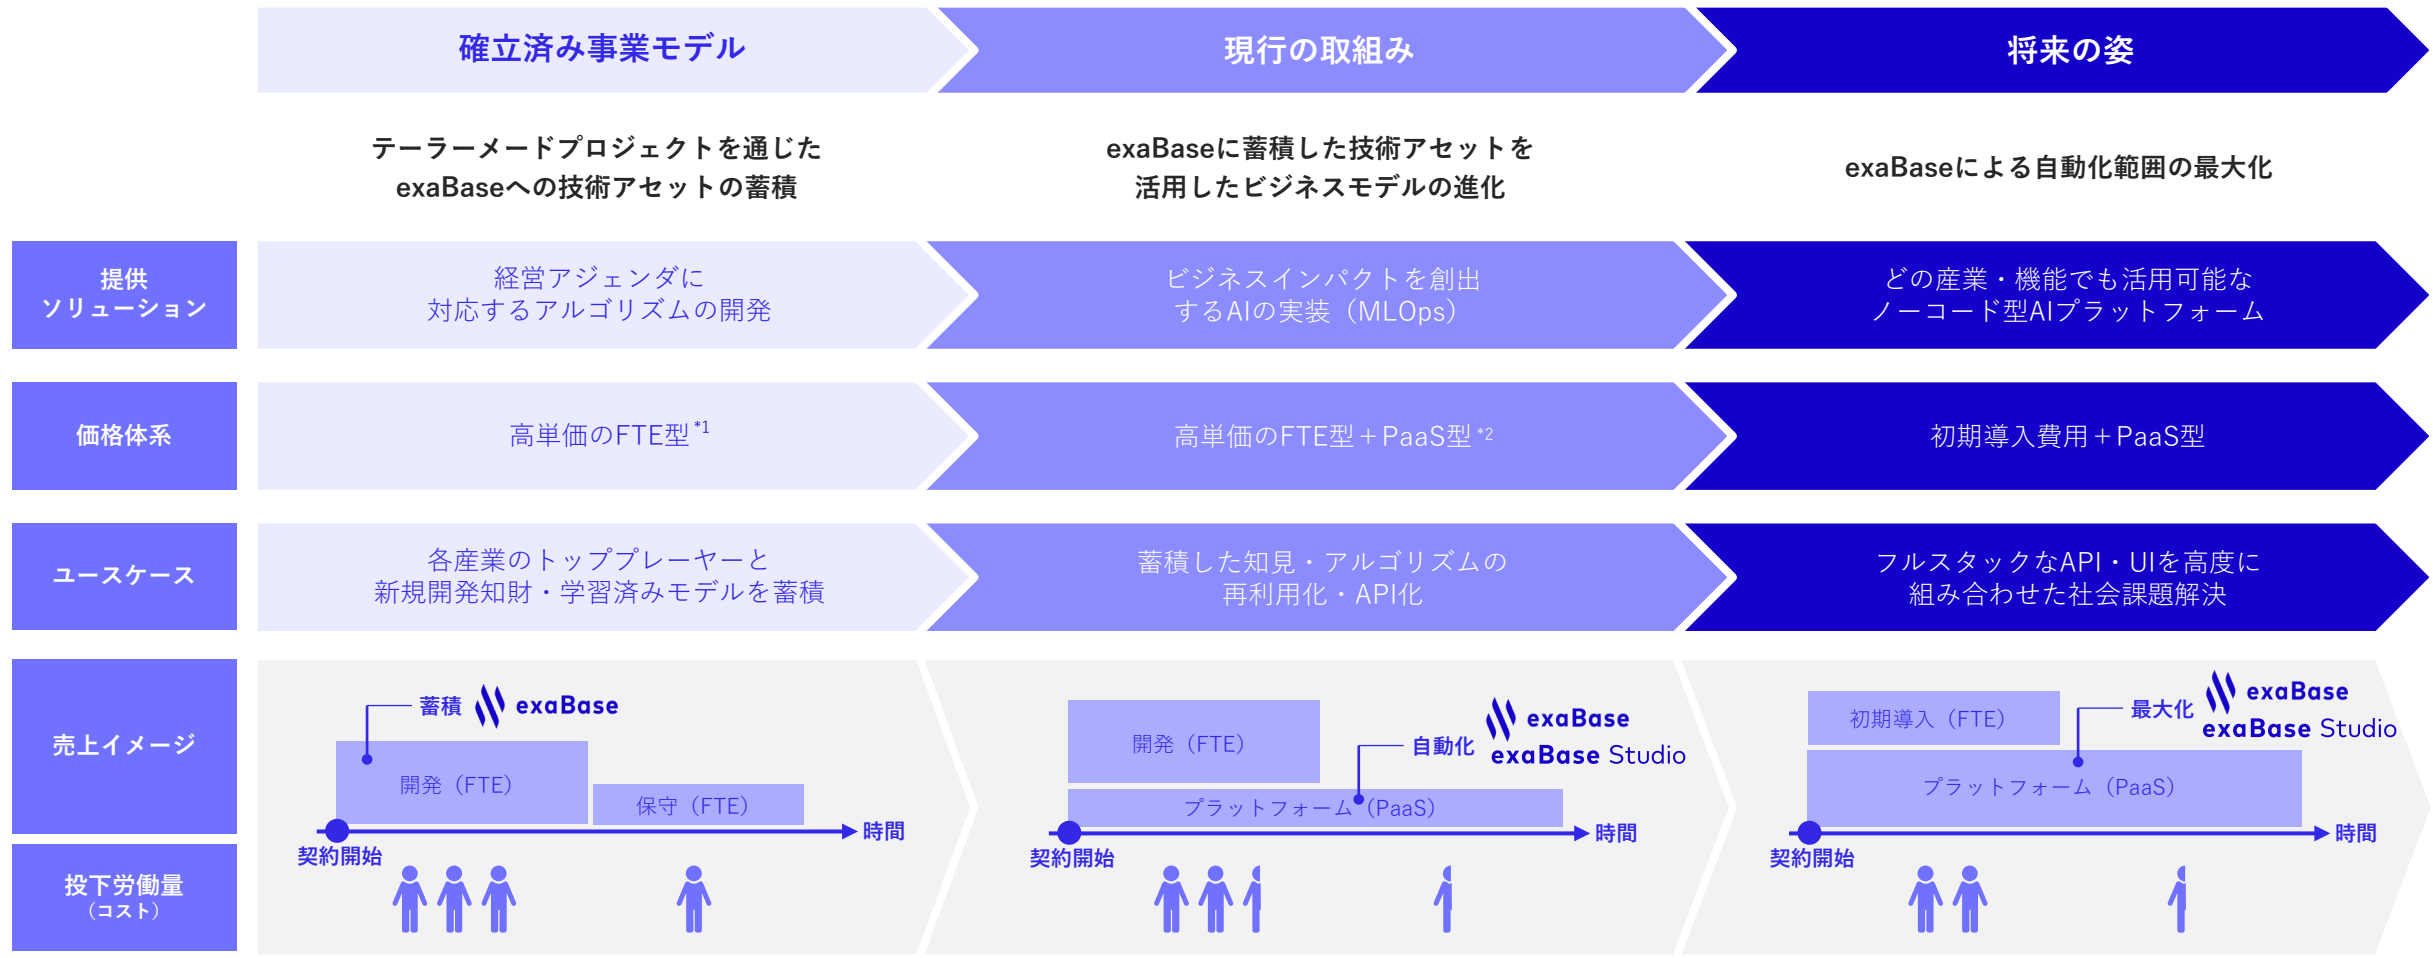 確立済み事業モデル
現行の取組み
将来の姿
テーラーメードプロジェクトを通じた
exaBaseへの技術アセットの蓄積
exaBaseに蓄積した技術アセットを
活用したビジネスモデルの進化
exaBaseによる自動化範囲の最大化
提供
ソリューション
経営アジェンダに
対応するアルゴリズムの開発
ビジネスインパクトを創出
するAIの実装（MLOps）
どの産業・機能でも活用可能な
ノーコード型AIプラットフォーム
価格体系
高単価のFTE型*1
高単価のFTE型＋PaaS型*2
初期導入費用＋PaaS型
ユースケース
各産業のトッププレーヤーと
新規開発知財・学習済みモデルを蓄積
蓄積した知見・アルゴリズムの
再利用化・API化
フルスタックなAPI・UIを高度に
組み合わせた社会課題解決
売上イメージ
蓄積 exaBase
開発（FTE）
保守（FTE）
時間
契約開始
exaBase
自動化 exaBase Studio
開発（FTE）
プラットフォーム（PaaS）
時間
契約開始
exaBase
最大化
exaBase Studio
初期導入（FTE）
プラットフォーム（PaaS）
時間
契約開始
投下労働量
（コスト）